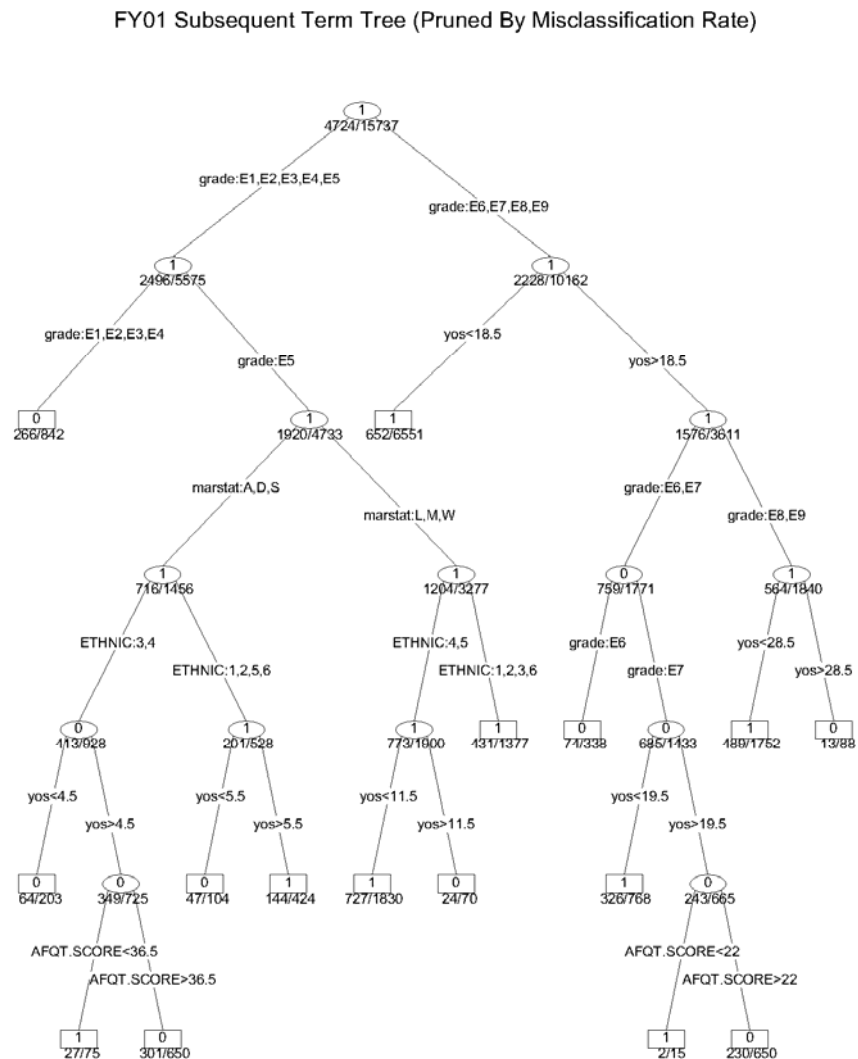 FY01 Subsequent Term Tree (Pruned By Misclassification Rate)
1
4724/15737
grade:E1,E2,E3,E4,E5
grade:E6,E7,E8,E9
1
2496/5575
1
2228/10162
grade:E1,E2,E3,E4
grade:E5
yos<18.5
yos>18.5
0
266/842
1
1920/4733
1
652/6551
1
1576/3611
marstat:A,D,S
marstat:L,M,W
grade:E6,E7
grade:E8,E9
1
716/1456
1
1204/3277
0
759/1771
1
564/1840
ETHNIC:3,4
ETHNIC:1,2,5,6
ETHNIC:4,5
ETHNIC:1,2,3,6
grade:E6
grade:E7
yos<28.5
yos>28.5
0
413/928
1
201/528
1
773/1900
1
431/1377
0
74/338
0
685/1433
1
489/1752
0
13/88
yos<4.5
yos>4.5
yos<5.5
yos>5.5
yos<11.5
yos>11.5
yos<19.5
yos>19.5
0
64/203
0
349/725
0
47/104
1
144/424
1
727/1830
0
24/70
1
326/768
0
243/665
AFQT.SCORE<36.5
AFQT.SCORE>36.5
AFQT.SCORE<22
AFQT.SCORE>22
1
27/75
0
301/650
1
2/15
0
230/650